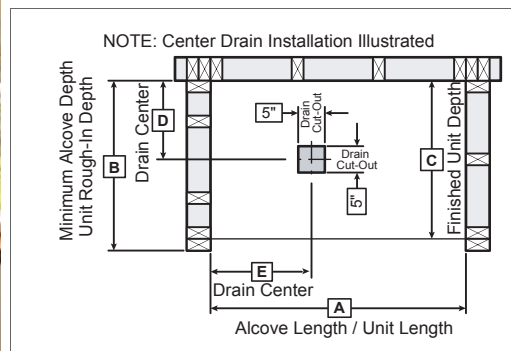 NOTE: Center Drain Installation Illustrated
Minimum Alcove Depth
Unit Rough-In Depth
B
Drain Center
D
5"
Drain
Cut-Out
Drain
Cut-Out
5"
C
Finished Unit Depth
E
Drain Center
A
Alcove Length / Unit Length